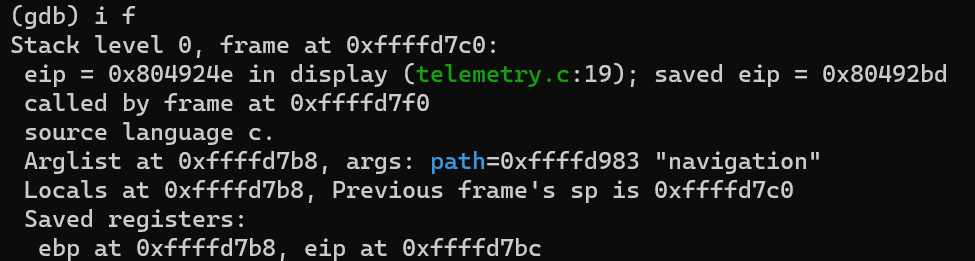 (gdb) i f
Stack level 0, frame at 0xffffd7c0:
 eip = 0x804924e in display (telemetry.c:19); saved eip = 0x80492bd
 called by frame at 0xffffd7f0
 source language c.
 Arglist at 0xffffd7b8, args: path=0xffffd983 "navigation"
 Locals at 0xffffd7b8, Previous frame's sp is 0xffffd7c0
 Saved registers:
  ebp at 0xffffd7b8, eip at 0xffffd7bc